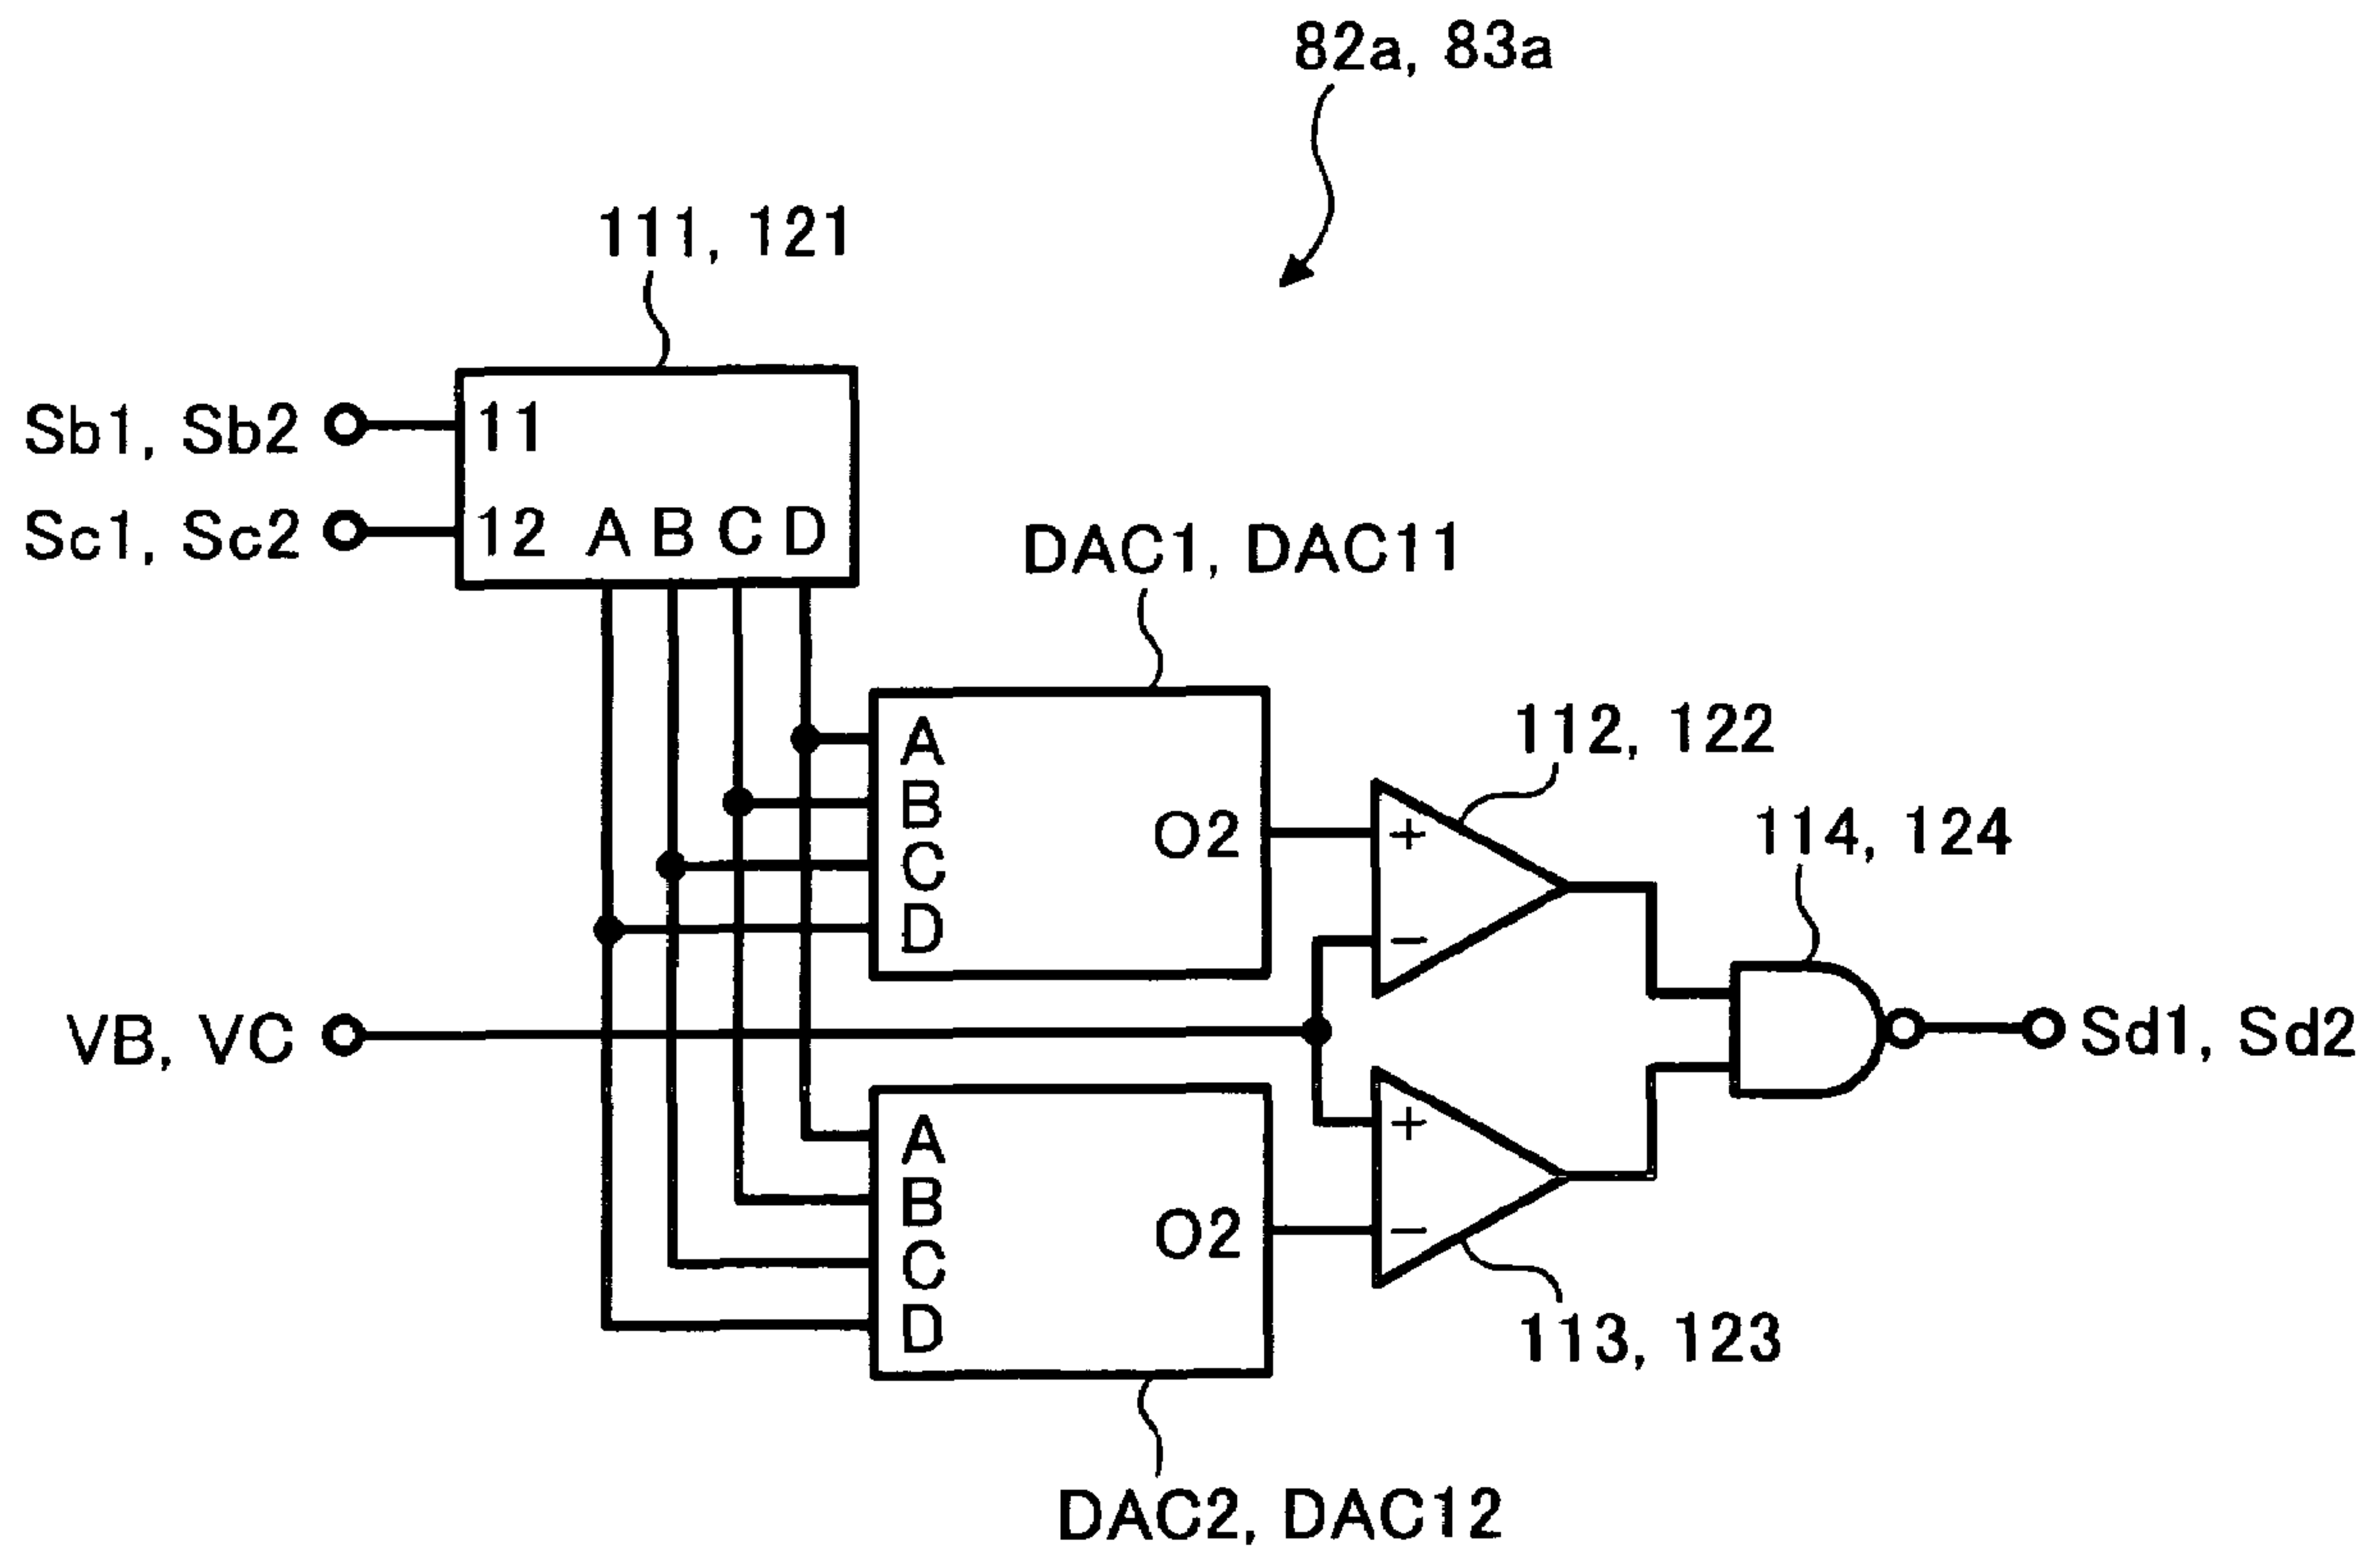 82a, 83a
111, 121
Sb1, Sb2
11
Sc1, Sc2
12 A B C D
DAC1, DAC11
A
B
C
D
O2
112, 122
+
−
114, 124
VB, VC
Sd1, Sd2
A
B
C
D
O2
+
−
113, 123
DAC2, DAC12